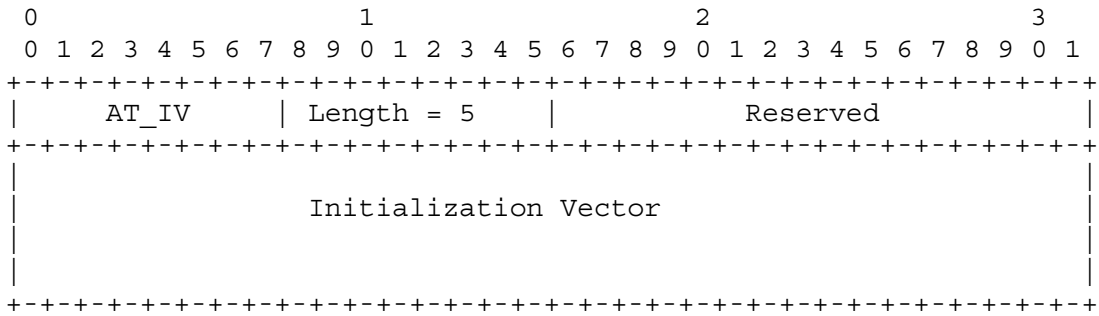 0                   1                   2                   3
 0 1 2 3 4 5 6 7 8 9 0 1 2 3 4 5 6 7 8 9 0 1 2 3 4 5 6 7 8 9 0 1
+-+-+-+-+-+-+-+-+-+-+-+-+-+-+-+-+-+-+-+-+-+-+-+-+-+-+-+-+-+-+-+-+
|     AT_IV     | Length = 5    |           Reserved            |
+-+-+-+-+-+-+-+-+-+-+-+-+-+-+-+-+-+-+-+-+-+-+-+-+-+-+-+-+-+-+-+-+
|                                                               |
|                 Initialization Vector                         |
|                                                               |
|                                                               |
+-+-+-+-+-+-+-+-+-+-+-+-+-+-+-+-+-+-+-+-+-+-+-+-+-+-+-+-+-+-+-+-+